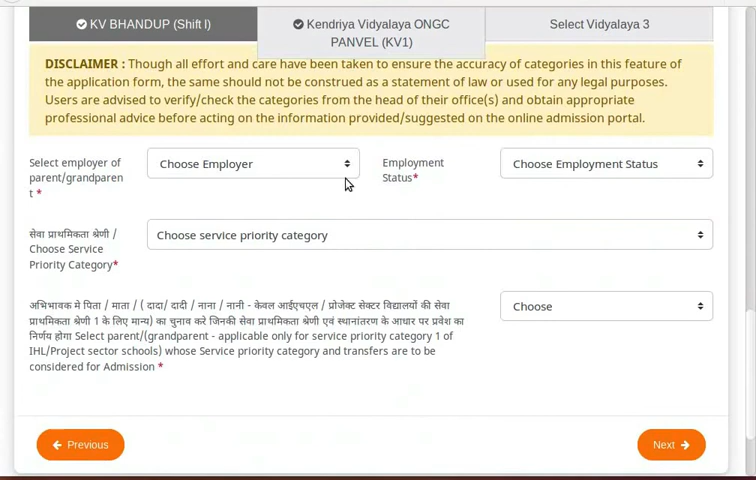 KV BHANDUP (Shift I)
Kendriya Vidyalaya ONGC
PANVEL (KV1)
Select Vidyalaya 3
DISCLAIMER : Though all effort and care have been taken to ensure the accuracy of categories in this feature of
the application form, the same should not be construed as a statement of law or used for any legal purposes.
Users are advised to verify/check the categories from the head of their office(s) and obtain appropriate
professional advice before acting on the information provided/suggested on the online admission portal.
Select employer of
parent/grandparen
t *
Choose Employer
Employment
Status*
Choose Employment Status
सेवा प्राथमिकता श्रेणी /
Choose Service
Priority Category*
Choose service priority category
अभिभावक मे पिता / माता / ( दादा/ दादी / नाना / नानी - केवल आईएचएल / प्रोजेक्ट सेक्टर विद्यालयों की सेवा
प्राथमिकता श्रेणी 1 के लिए मान्य) का चुनाव करे जिनकी सेवा प्राथमिकता श्रेणी एवं स्थानांतरण के आधार पर प्रवेश का
निर्णय होगा Select parent/(grandparent - applicable only for service priority category 1 of
IHL/Project sector schools) whose Service priority category and transfers are to be
considered for Admission *
Choose
Previous
Next